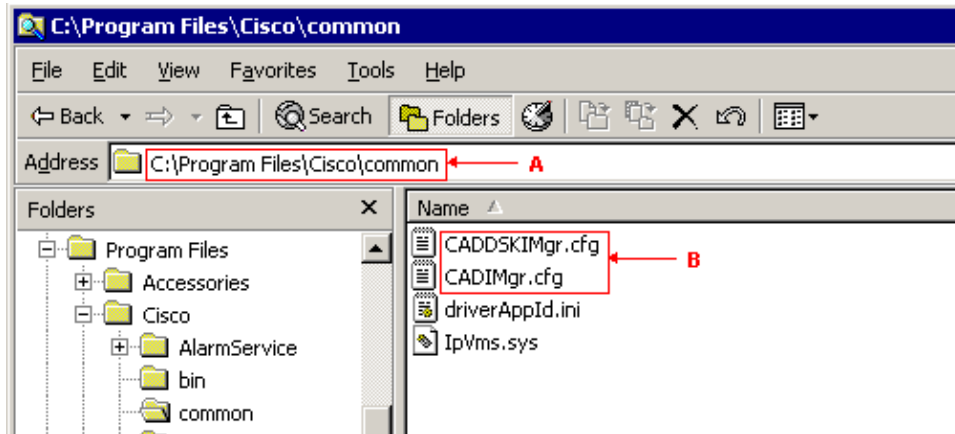 C:\Program Files\Cisco\common
File Edit View Favorites Tools Help
Back Search Folders
Address C:\Program Files\Cisco\common A
Folders × Name
Program Files
Accessories
Cisco
AlarmService
bin
common
CADDSKIMgr.cfg
CADIMgr.cfg
B
driverAppId.ini
IpVms.sys